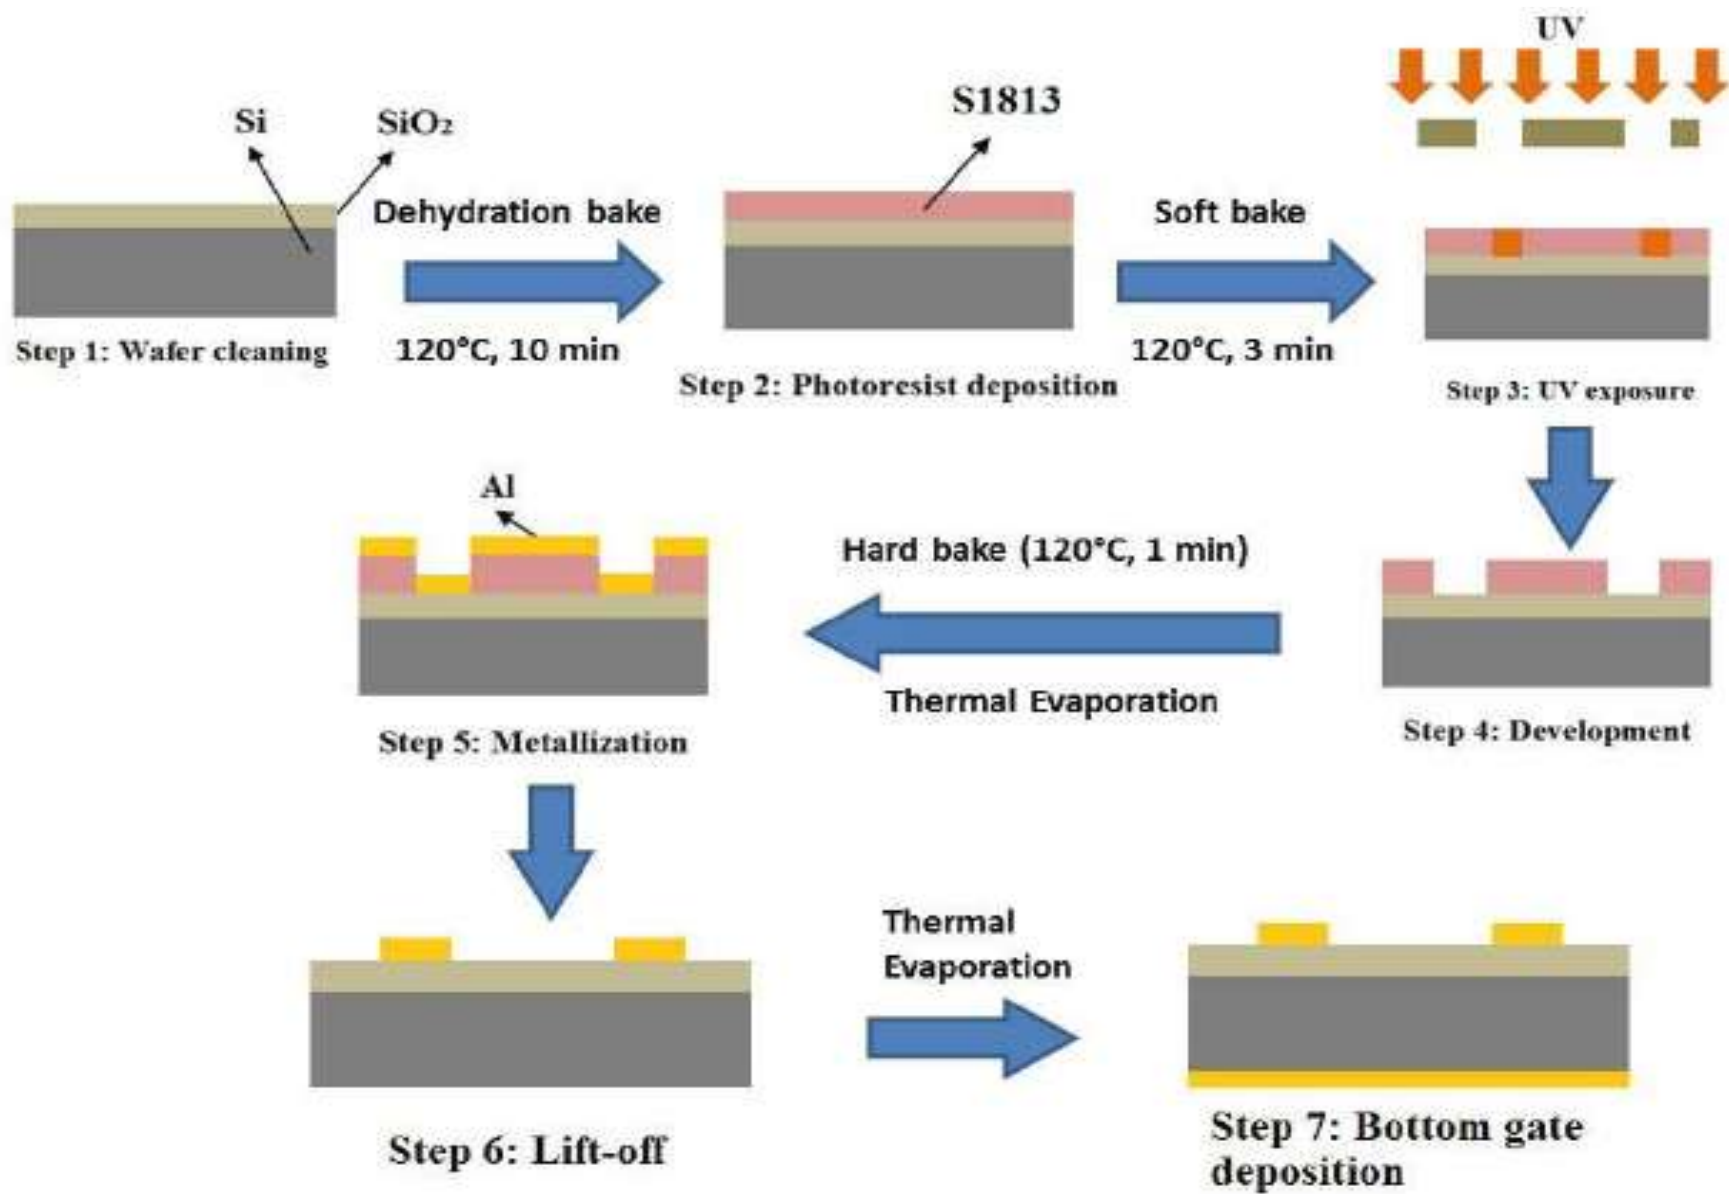 Si
SiO₂
Dehydration bake
120°C, 10 min
Step 1: Wafer cleaning
S1813
Step 2: Photoresist deposition
Soft bake
120°C, 3 min
UV
Step 3: UV exposure
Step 4: Development
Hard bake (120°C, 1 min)
Thermal Evaporation
Al
Step 5: Metallization
Step 6: Lift-off
Thermal
Evaporation
Step 7: Bottom gate
deposition